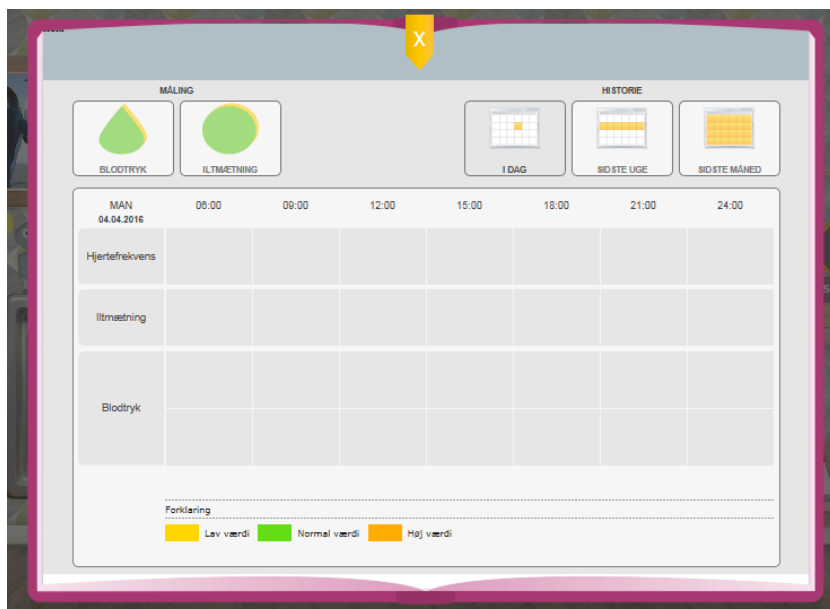 X
MÅLING
HISTORIE
BLODTRYK
ILTMÆTNING
I DAG
SIDSTE UGE
SIDSTE MÅNED
MAN 06:00 09:00 12:00 15:00 18:00 21:00 24:00
04.04.2016
Hjertefrekvens
Iltmætning
Blodtryk
Forklaring
Lav værdi Normal værdi Høj værdi